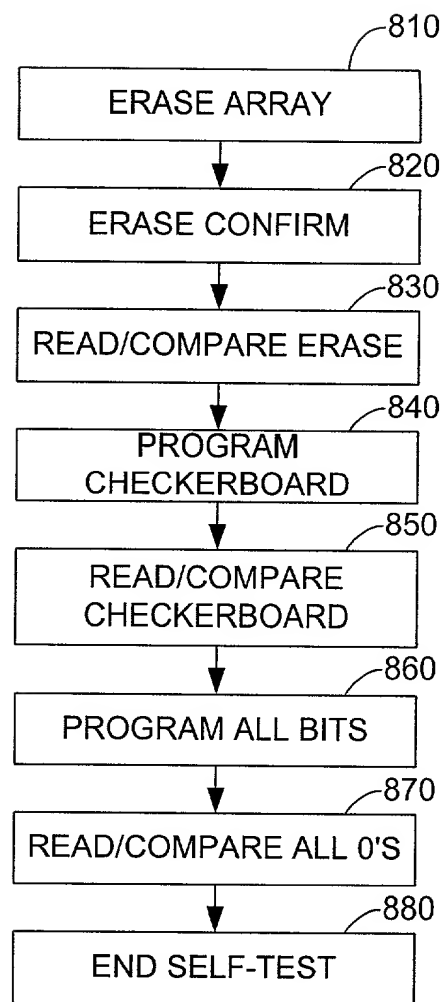 810
ERASE ARRAY
820
ERASE CONFIRM
830
READ/COMPARE ERASE
840
PROGRAM
CHECKERBOARD
850
READ/COMPARE
CHECKERBOARD
860
PROGRAM ALL BITS
870
READ/COMPARE ALL 0'S
880
END SELF-TEST